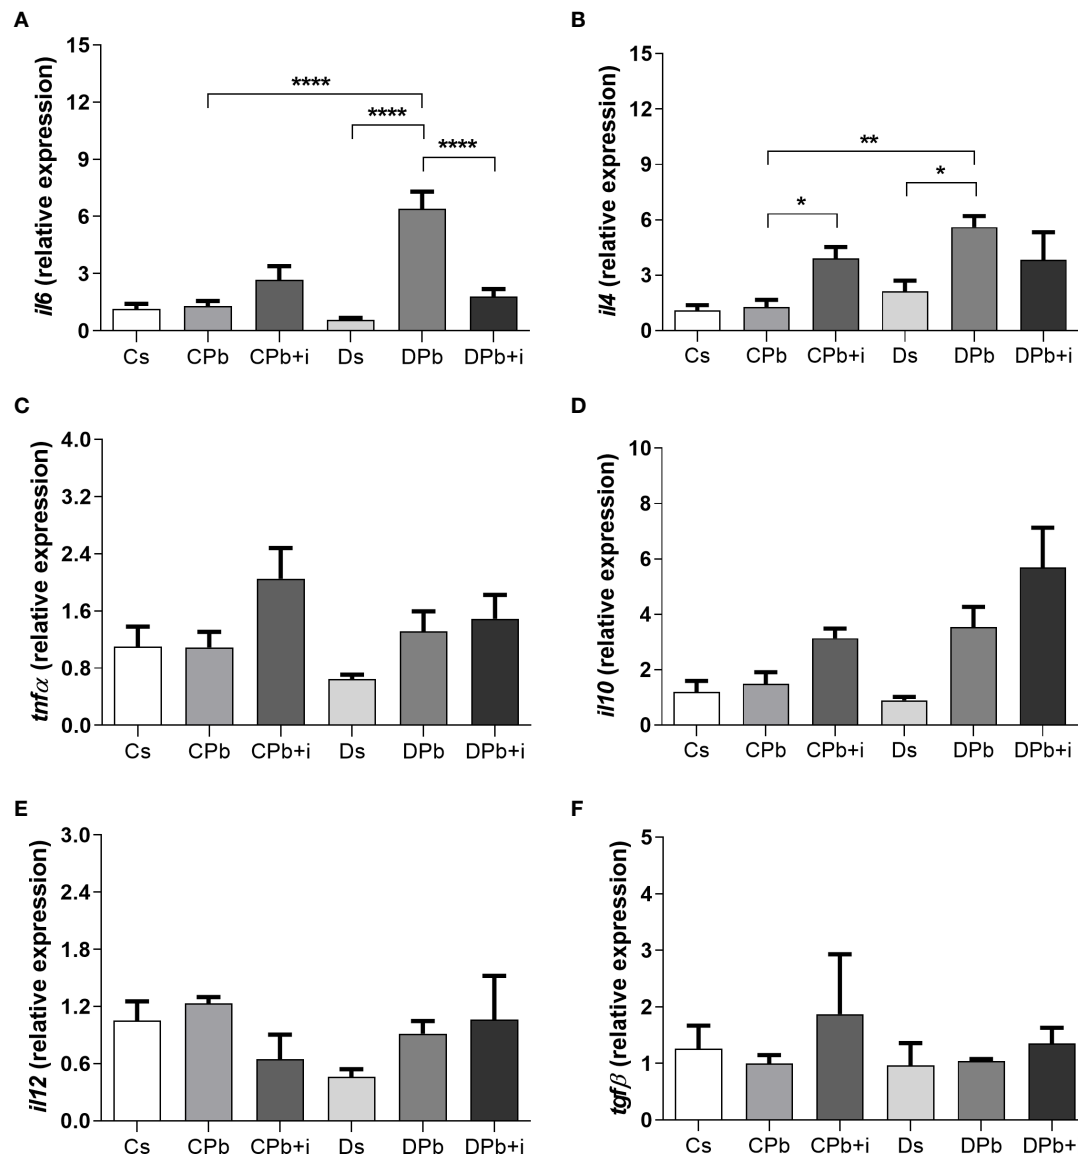 A
il6 (relative expression)
15
12
9
6
3
0
****
****
****
Cs CPb CPb+i Ds DPb DPb+i
B
il4 (relative expression)
15
12
9
6
3
0
**
*
*
Cs CPb CPb+i Ds DPb DPb+i
C
tnfα (relative expression)
4.0
3.2
2.4
1.6
0.8
0.0
Cs CPb CPb+i Ds DPb DPb+i
D
il10 (relative expression)
10
8
6
4
2
0
Cs CPb CPb+i Ds DPb DPb+i
E
il12 (relative expression)
3.0
2.4
1.8
1.2
0.6
0.0
Cs CPb CPb+i Ds DPb DPb+i
F
tgfβ (relative expression)
5
4
3
2
1
0
Cs CPb CPb+i Ds DPb DPb+